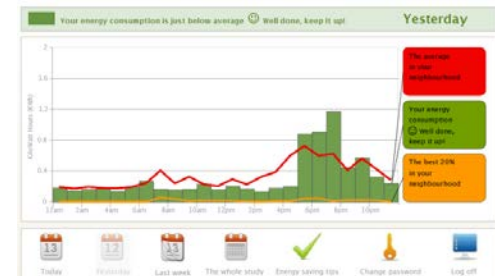 Your energy consumption is just below average ☺ Well done, keep it up!
Yesterday
2
1.6
1.2
0.8
0.4
0
12am 2am 4am 6am 8am 10am 12pm 2pm 4pm 6pm 8pm 10pm
The average
in your
neighbourhood
Your energy
consumption
☺ Well done,
keep it up!
The best 20%
in your
neighbourhood
13 12 13
Today Yesterday Last week The whole study Energy saving tips Change password Log off